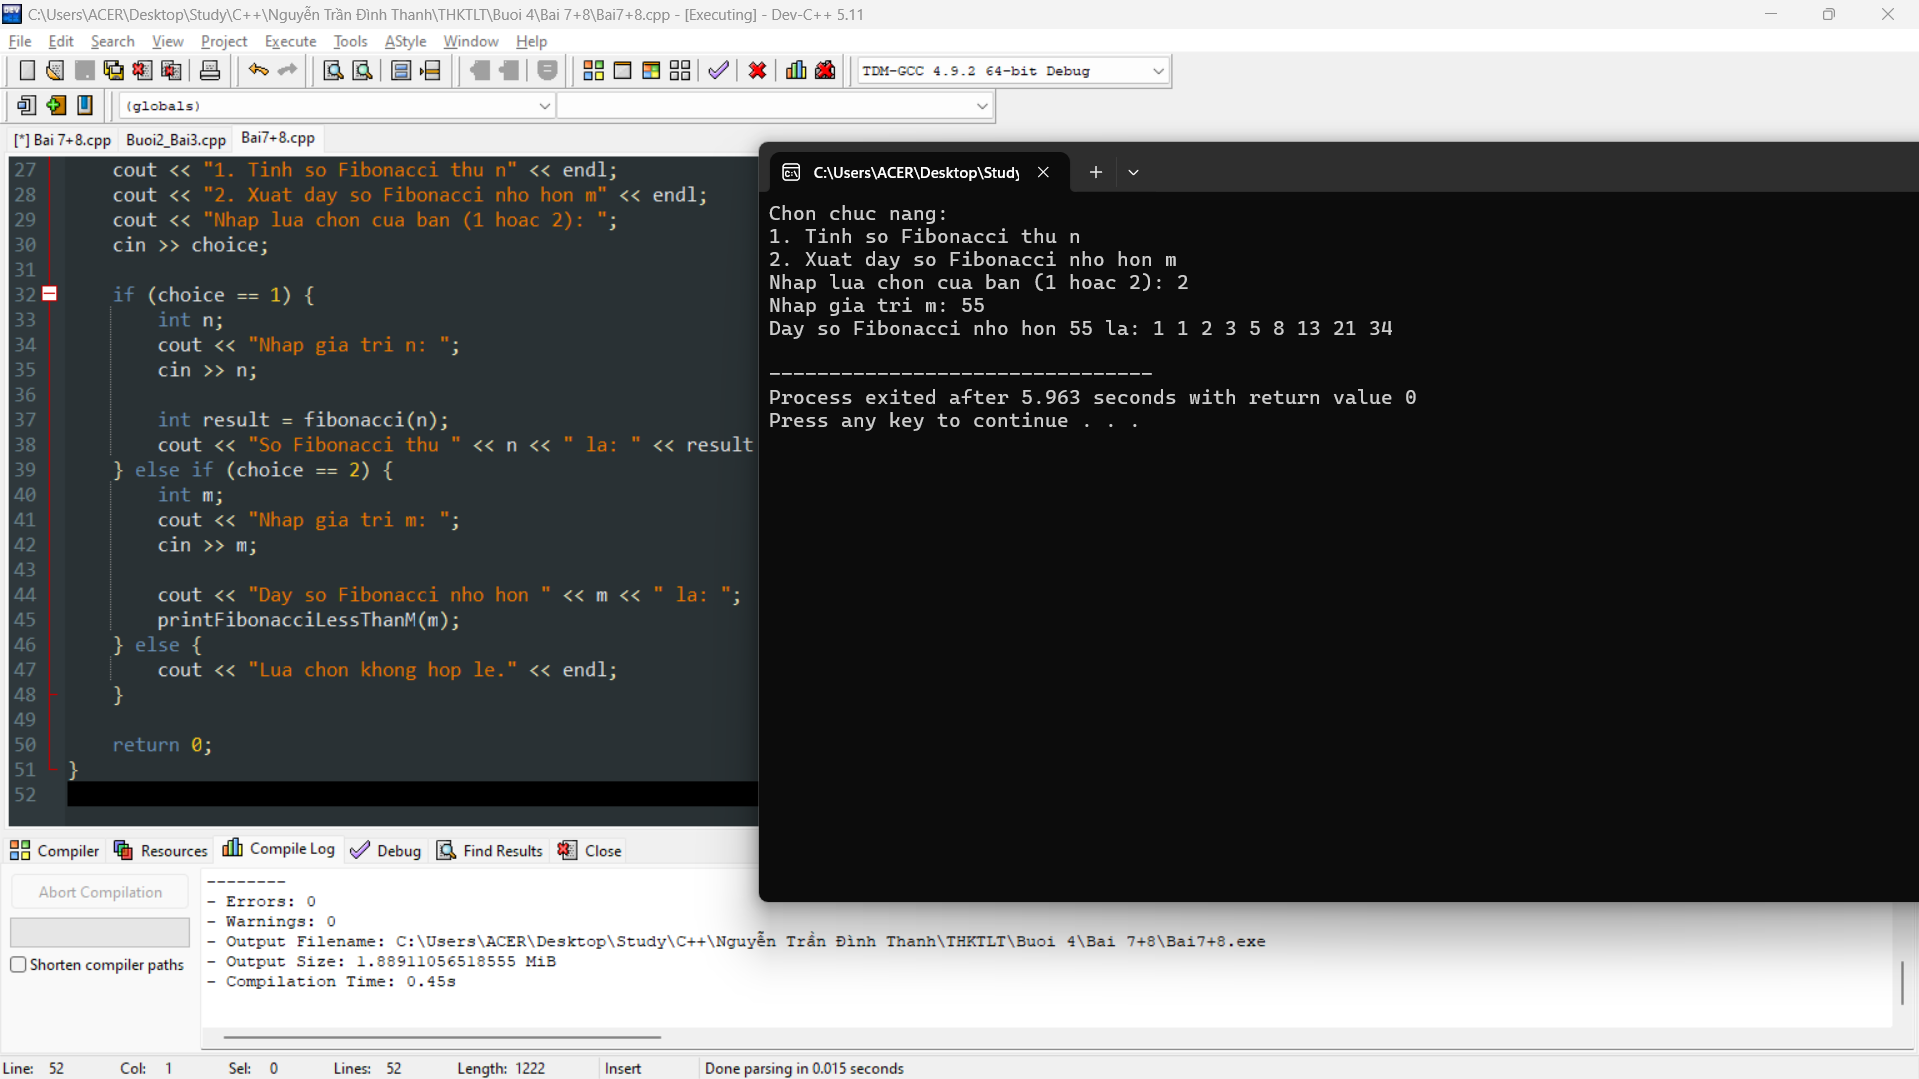 C:\Users\ACER\Desktop\Study\C++\Nguyễn Trần Đình Thanh\THKTLT\Buoi 4\Bai 7+8\Bai7+8.cpp - [Executing] - Dev-C++ 5.11
File Edit Search View Project Execute Tools AStyle Window Help
TDM-GCC 4.9.2 64-bit Debug
(globals)
[*] Bai 7+8.cpp Buoi2_Bai3.cpp Bai7+8.cpp
27 cout << "1. Tinh so Fibonacci thu n" << endl;
28 cout << "2. Xuat day so Fibonacci nho hon m" << endl;
29 cout << "Nhap lua chon cua ban (1 hoac 2): ";
30 cin >> choice;
31
32 if (choice == 1) {
33 int n;
34 cout << "Nhap gia tri n: ";
35 cin >> n;
36
37 int result = fibonacci(n);
38 cout << "So Fibonacci thu " << n << " la: " << result
39 } else if (choice == 2) {
40 int m;
41 cout << "Nhap gia tri m: ";
42 cin >> m;
43
44 cout << "Day so Fibonacci nho hon " << m << " la: ";
45 printFibonacciLessThanM(m);
46 } else {
47 cout << "Lua chon khong hop le." << endl;
48 }
49
50 return 0;
51 }
52
C:\Users\ACER\Desktop\Study
Chon chuc nang:
1. Tinh so Fibonacci thu n
2. Xuat day so Fibonacci nho hon m
Nhap lua chon cua ban (1 hoac 2): 2
Nhap gia tri m: 55
Day so Fibonacci nho hon 55 la: 1 1 2 3 5 8 13 21 34
--------------------------------
Process exited after 5.963 seconds with return value 0
Press any key to continue . . .
Compiler Resources Compile Log Debug Find Results Close
Abort Compilation
Shorten compiler paths
--------
- Errors: 0
- Warnings: 0
- Output Filename: C:\Users\ACER\Desktop\Study\C++\Nguyễn Trần Đình Thanh\THKTLT\Buoi 4\Bai 7+8\Bai7+8.exe
- Output Size: 1.88911056518555 MiB
- Compilation Time: 0.45s
Line: 52 Col: 1 Sel: 0 Lines: 52 Length: 1222 Insert Done parsing in 0.015 seconds